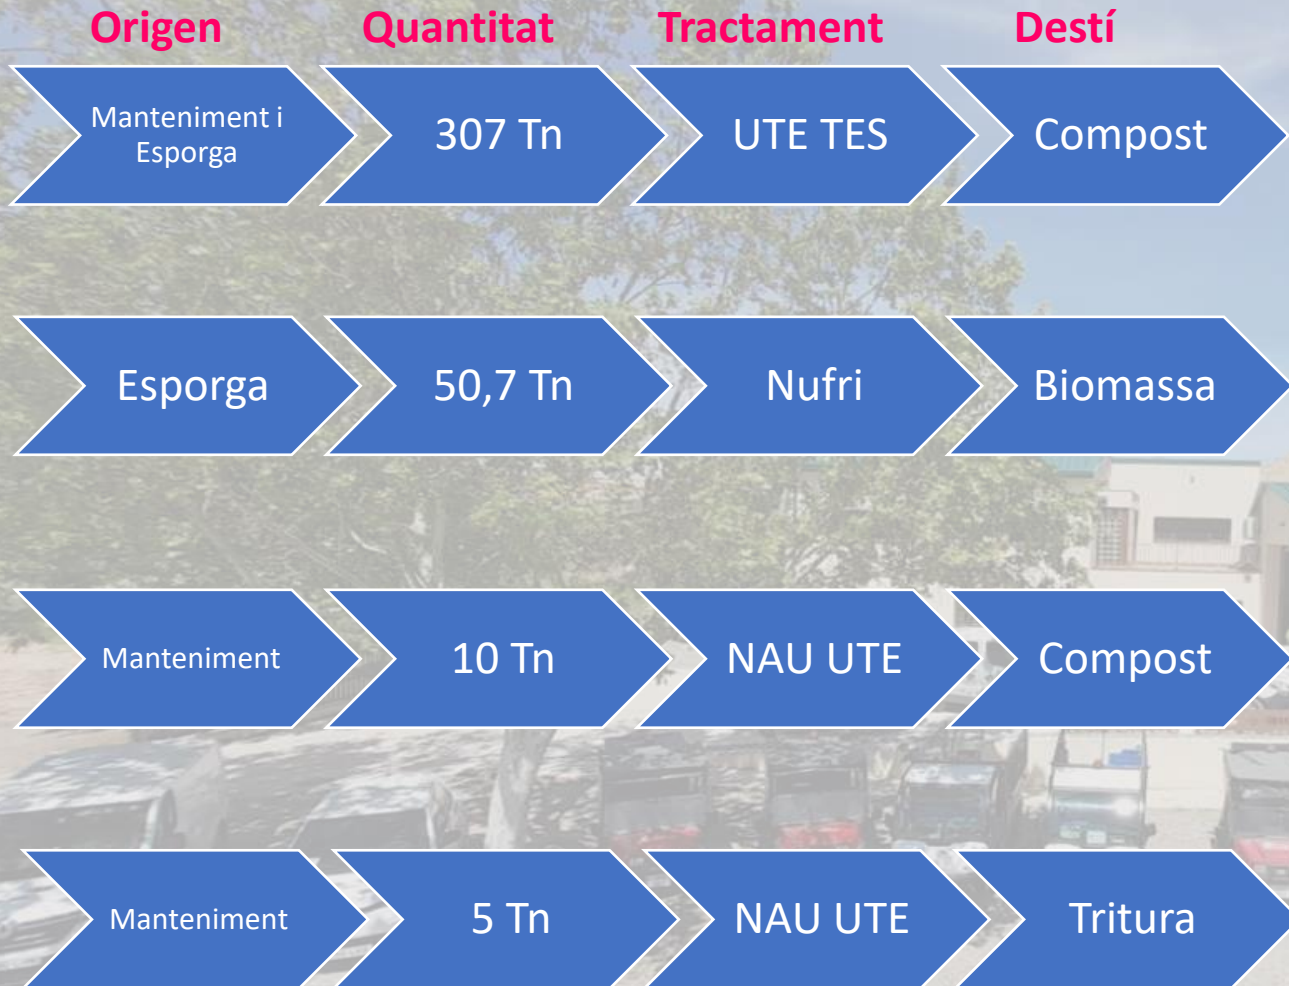 Origen Quantitat Tractament Destí
Manteniment i
Esporga
307 Tn
UTE TES
Compost
Esporga
50,7 Tn
Nufri
Biomassa
Manteniment
10 Tn
NAU UTE
Compost
Manteniment
5 Tn
NAU UTE
Tritura